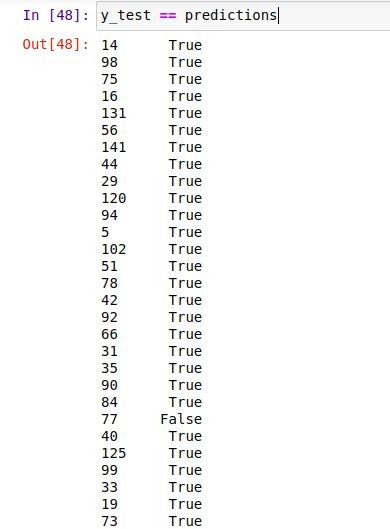 In [48]: y_test == predictions
Out[48]: 14 True
98 True
75 True
16 True
131 True
56 True
141 True
44 True
29 True
120 True
94 True
5 True
102 True
51 True
78 True
42 True
92 True
66 True
31 True
35 True
90 True
84 True
77 False
40 True
125 True
99 True
33 True
19 True
73 True